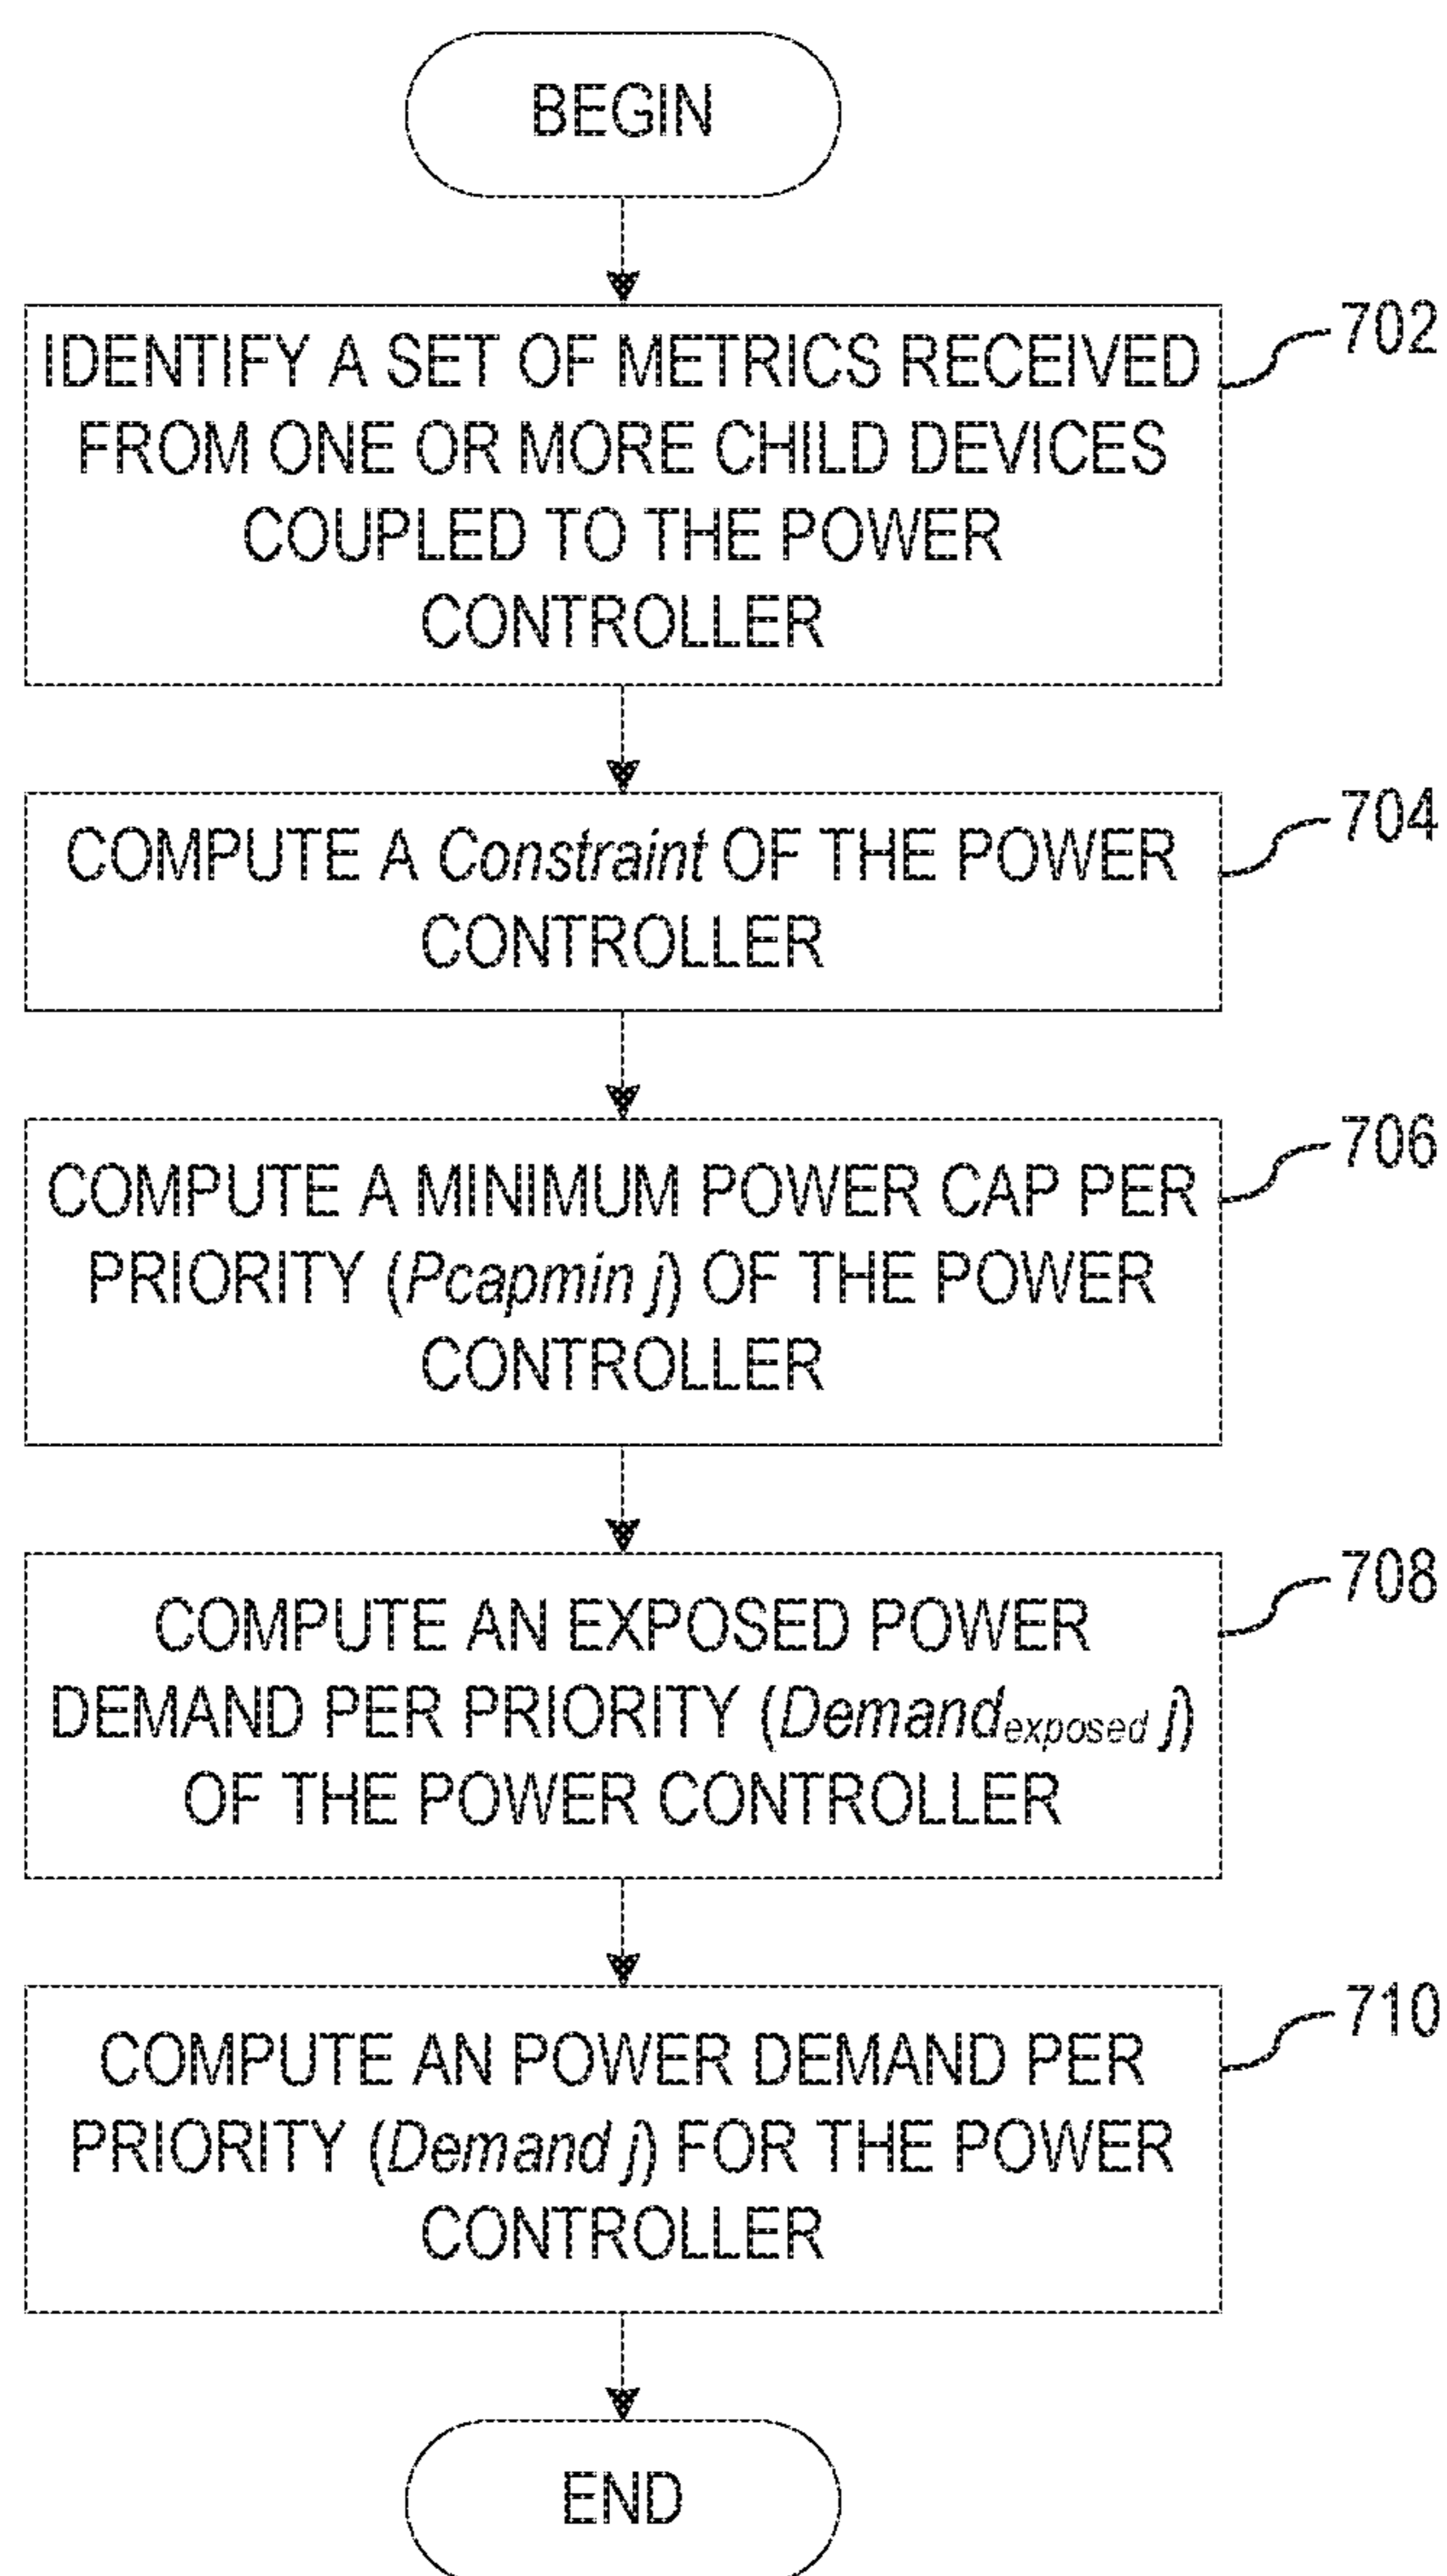 BEGIN
IDENTIFY A SET OF METRICS RECEIVED
FROM ONE OR MORE CHILD DEVICES
COUPLED TO THE POWER
CONTROLLER
702
COMPUTE A Constraint OF THE POWER
CONTROLLER
704
COMPUTE A MINIMUM POWER CAP PER
PRIORITY (Pcapmin j) OF THE POWER
CONTROLLER
706
COMPUTE AN EXPOSED POWER
DEMAND PER PRIORITY (Demandexposed j)
OF THE POWER CONTROLLER
708
COMPUTE AN POWER DEMAND PER
PRIORITY (Demand j) FOR THE POWER
CONTROLLER
710
END